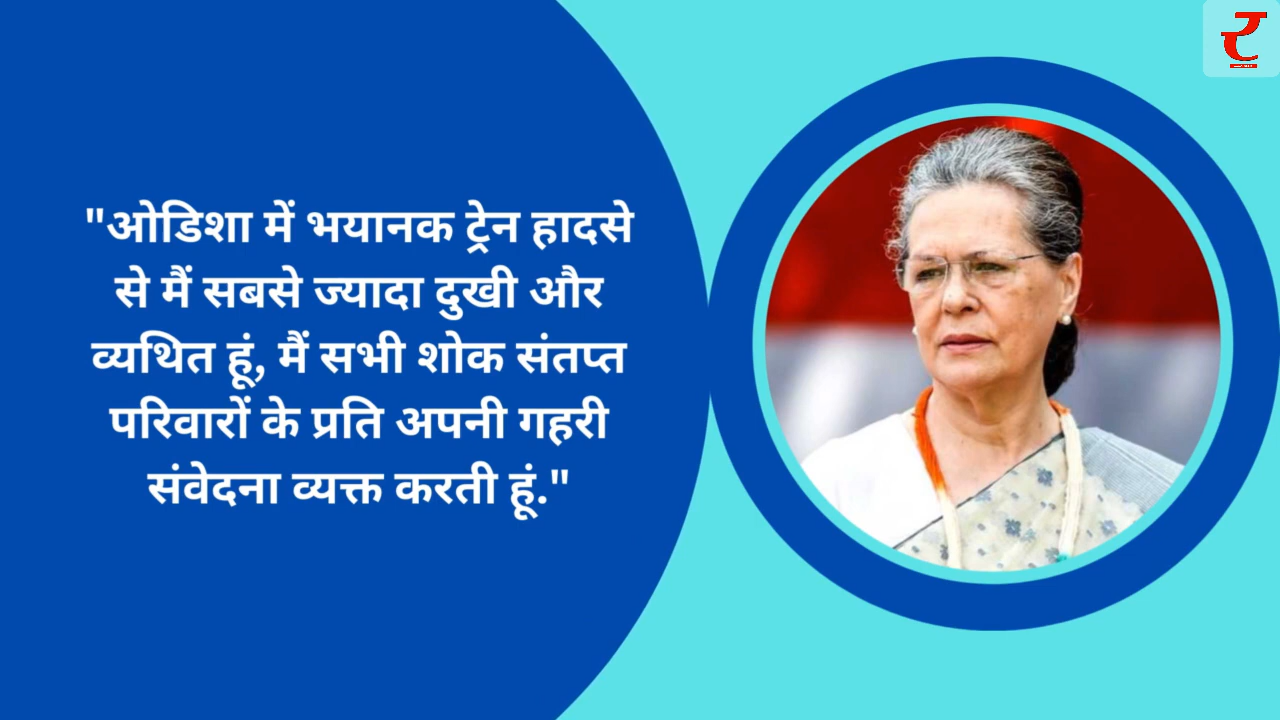 "ओडिशा में भयानक ट्रेन हादसे
से मैं सबसे ज्यादा दुखी और
व्यथित हूं, मैं सभी शोक संतप्त
परिवारों के प्रति अपनी गहरी
संवेदना व्यक्त करती हूं."
ट